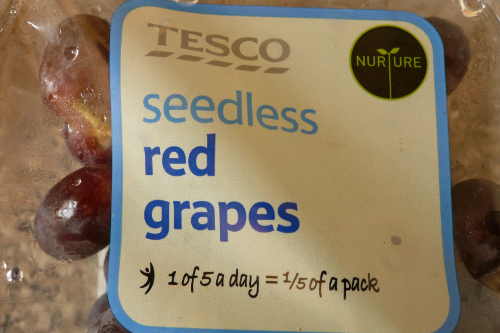 TESCO
NURTURE
seedless
red
grapes
1 of 5 a day = 1/5 of a pack